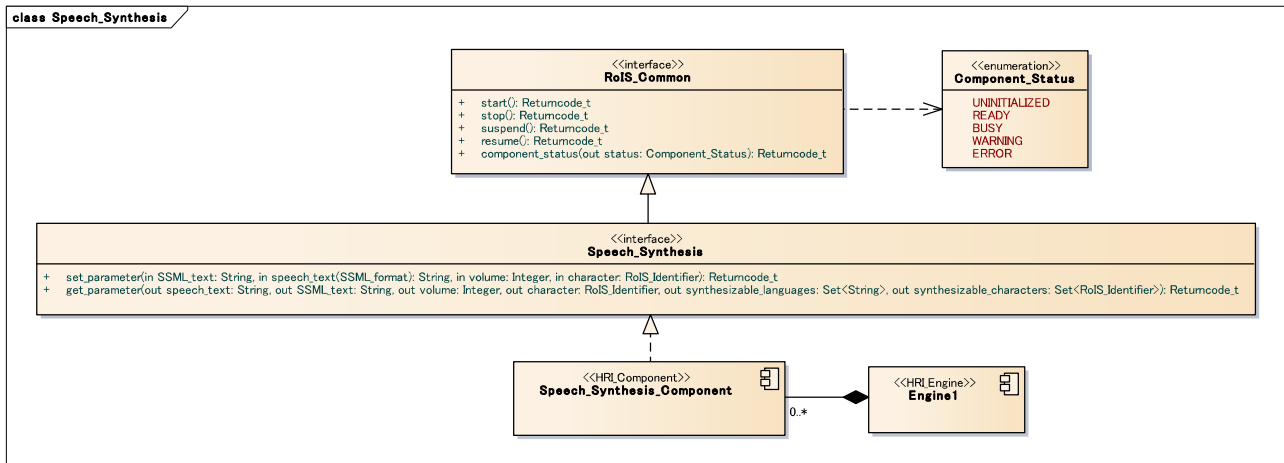 class Speech_Synthesis
<<interface>>
RoIS_Common
+ start(): Returncode_t
+ stop(): Returncode_t
+ suspend(): Returncode_t
+ resume(): Returncode_t
+ component_status(out status: Component_Status): Returncode_t
<<enumeration>>
Component_Status
UNINITIALIZED
READY
BUSY
WARNING
ERROR
<<interface>>
Speech_Synthesis
+ set_parameter(in SSML_text: String, in speech_text(SSML_format): String, in volume: Integer, in character: RoIS_Identifier): Returncode_t
+ get_parameter(out speech_text: String, out SSML_text: String, out volume: Integer, out character: RoIS_Identifier, out synthesizable_languages: Set<String>, out synthesizable_characters: Set<RoIS_Identifier>): Returncode_t
<<HRI_Component>>
Speech_Synthesis_Component
0..*
<<HRI_Engine>>
Engine1